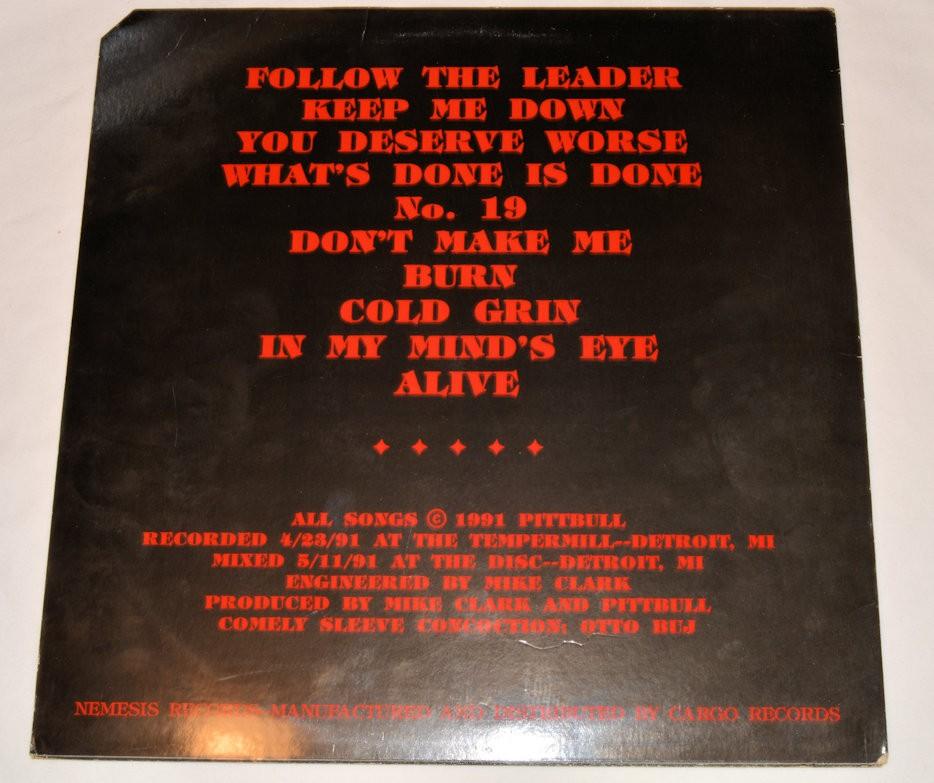 FOLLOW THE LEADER
KEEP ME DOWN
YOU DESERVE WORSE
WHAT'S DONE IS DONE
No. 19
DON'T MAKE ME
BURN
COLD GRIN
IN MY MIND'S EYE
ALIVE
ALL SONGS © 1991 PITTBULL
RECORDED 4/23/91 AT THE TEMPERMILL--DETROIT, MI
MIXED 5/11/91 AT THE DISC--DETROIT, MI
ENGINEERED BY MIKE CLARK
PRODUCED BY MIKE CLARK AND PITTBULL
COMELY SLEEVE CONCOCTION: OTTO BUJ
NEMESIS RECORDS MANUFACTURED AND DISTRIBUTED BY CARGO RECORDS